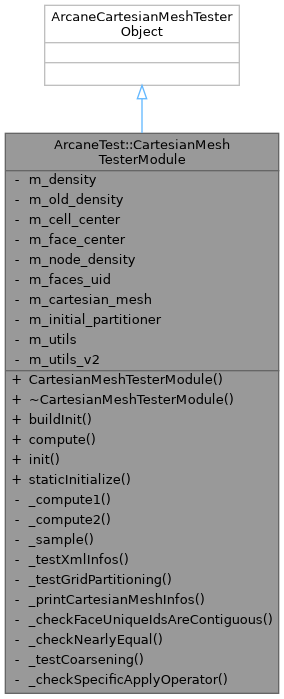 ArcaneCartesianMeshTester
Object
ArcaneTest::CartesianMesh
TesterModule
- m_density
- m_old_density
- m_cell_center
- m_face_center
- m_node_density
- m_faces_uid
- m_cartesian_mesh
- m_initial_partitioner
- m_utils
- m_utils_v2
+ CartesianMeshTesterModule()
+ ~CartesianMeshTesterModule()
+ buildInit()
+ compute()
+ init()
+ staticInitialize()
- _compute1()
- _compute2()
- _sample()
- _testXmlInfos()
- _testGridPartitioning()
- _printCartesianMeshInfos()
- _checkFaceUniqueIdsAreContiguous()
- _checkNearlyEqual()
- _testCoarsening()
- _checkSpecificApplyOperator()